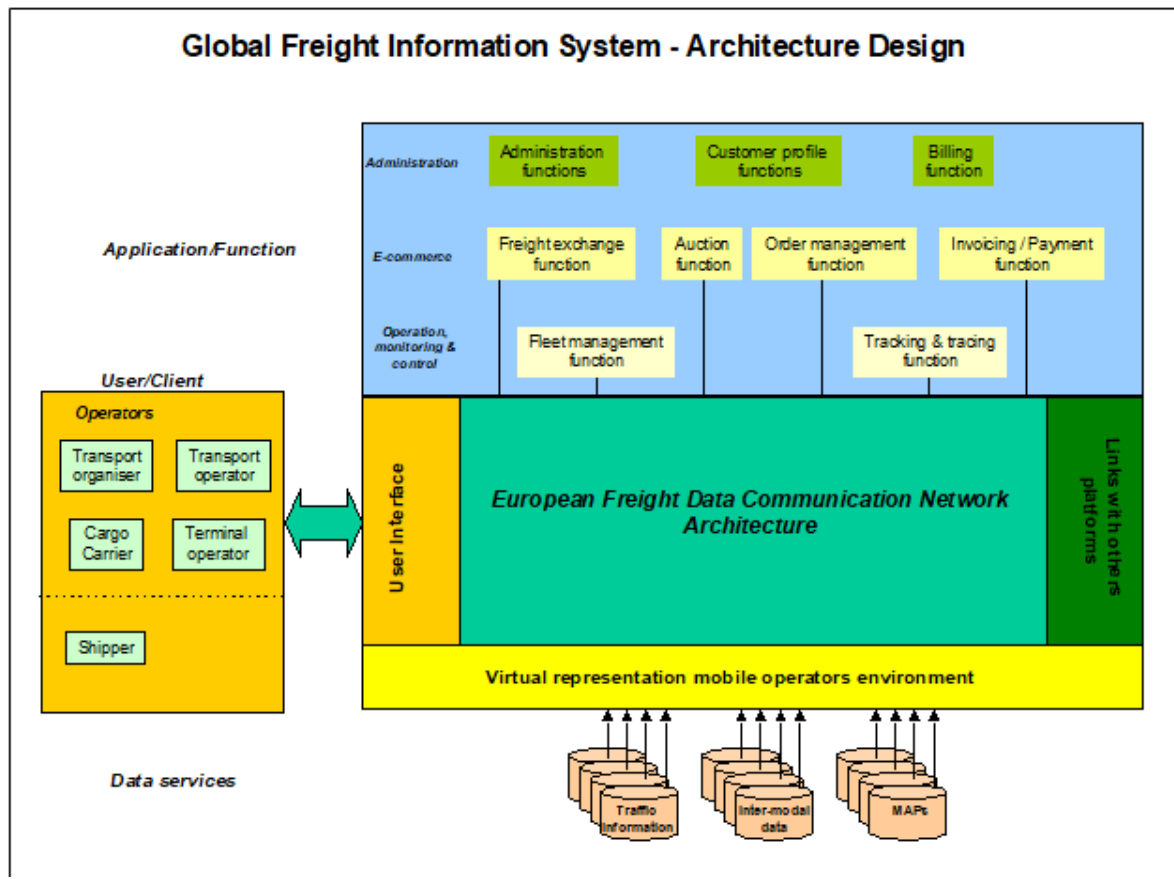 Global Freight Information System - Architecture Design
Administration
Administration
functions
Customer profile
functions
Billing
function
Application/Function
E-commerce
Freight exchange
function
Auction
function
Order management
function
Invoicing / Payment
function
Operation,
monitoring &
control
Fleet management
function
Tracking & tracing
function
User/Client
Operators
Transport
organiser
Transport
operator
Cargo
Carrier
Terminal
operator
Shipper
User Interface
European Freight Data Communication Network
Architecture
Links with others
platforms
Virtual representation mobile operators environment
Data services
Traffic
information
Inter-modal
data
MAPs